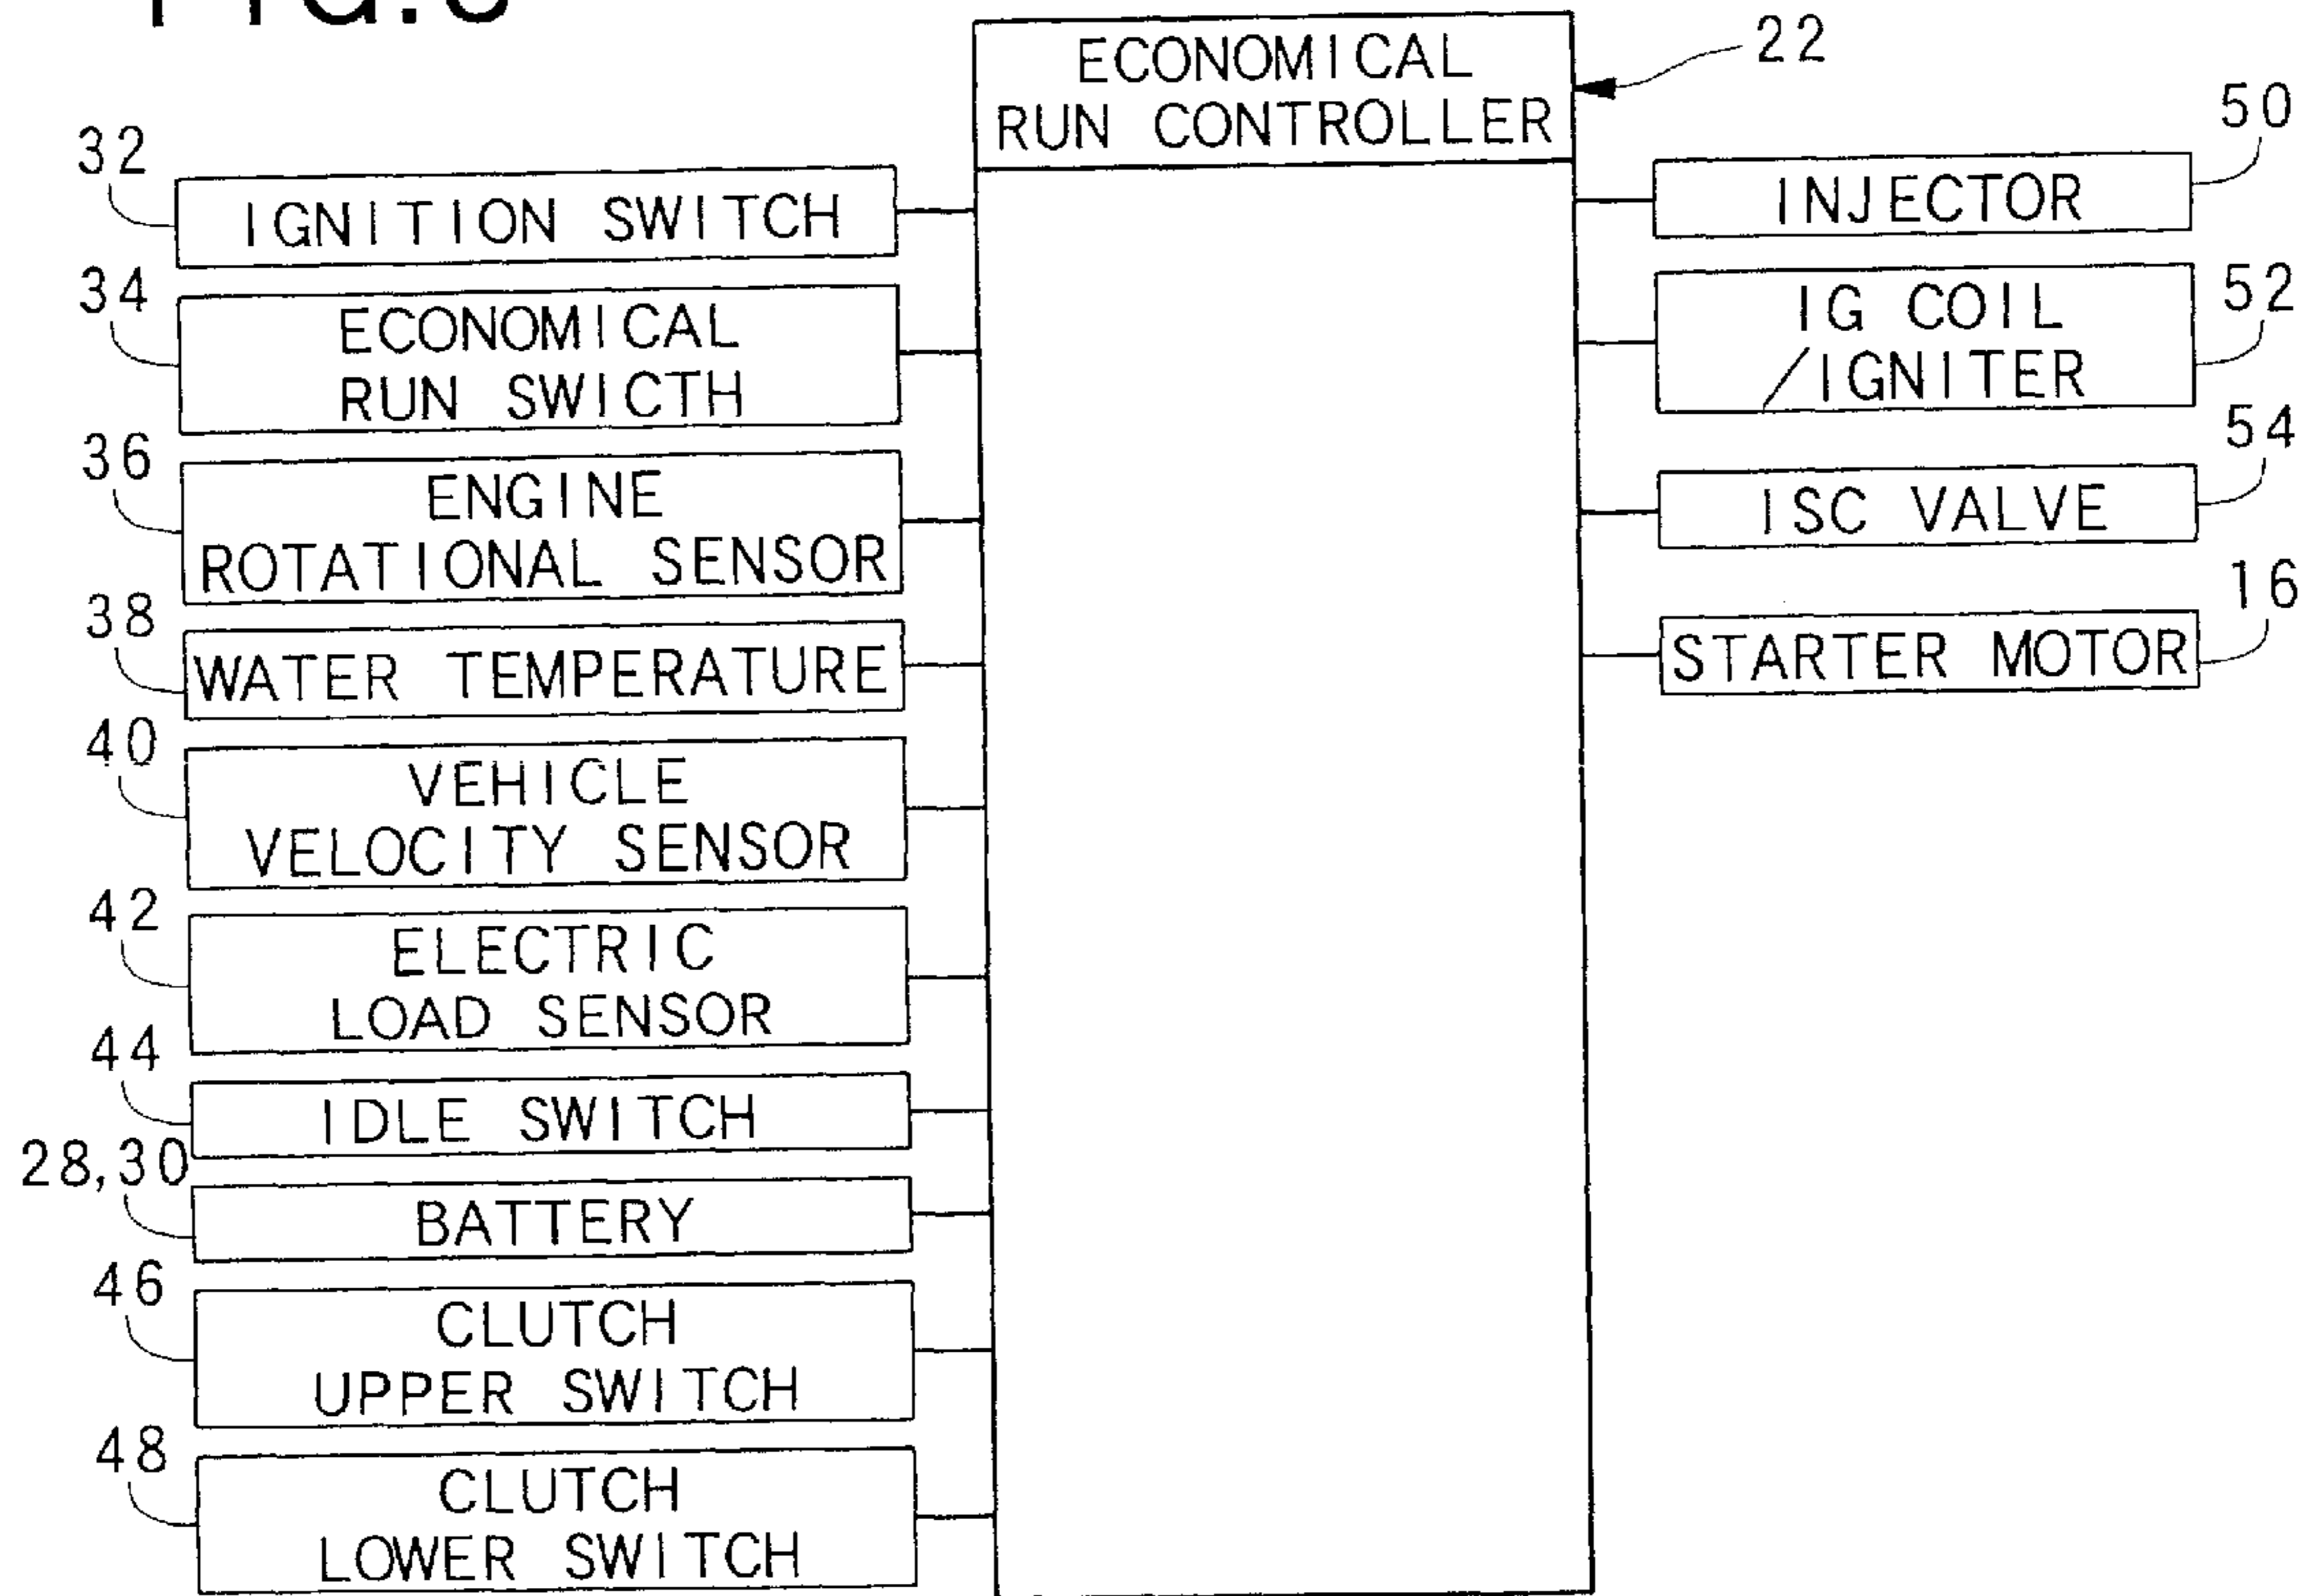 ECONOMICAL
RUN CONTROLLER
22
32
IGNITION SWITCH
34
ECONOMICAL
RUN SWICTH
36
ENGINE
ROTATIONAL SENSOR
38
WATER TEMPERATURE
40
VEHICLE
VELOCITY SENSOR
42
ELECTRIC
LOAD SENSOR
44
IDLE SWITCH
28,30
BATTERY
46
CLUTCH
UPPER SWITCH
48
CLUTCH
LOWER SWITCH
50
INJECTOR
52
IG COIL
/IGNITER
54
ISC VALVE
16
STARTER MOTOR